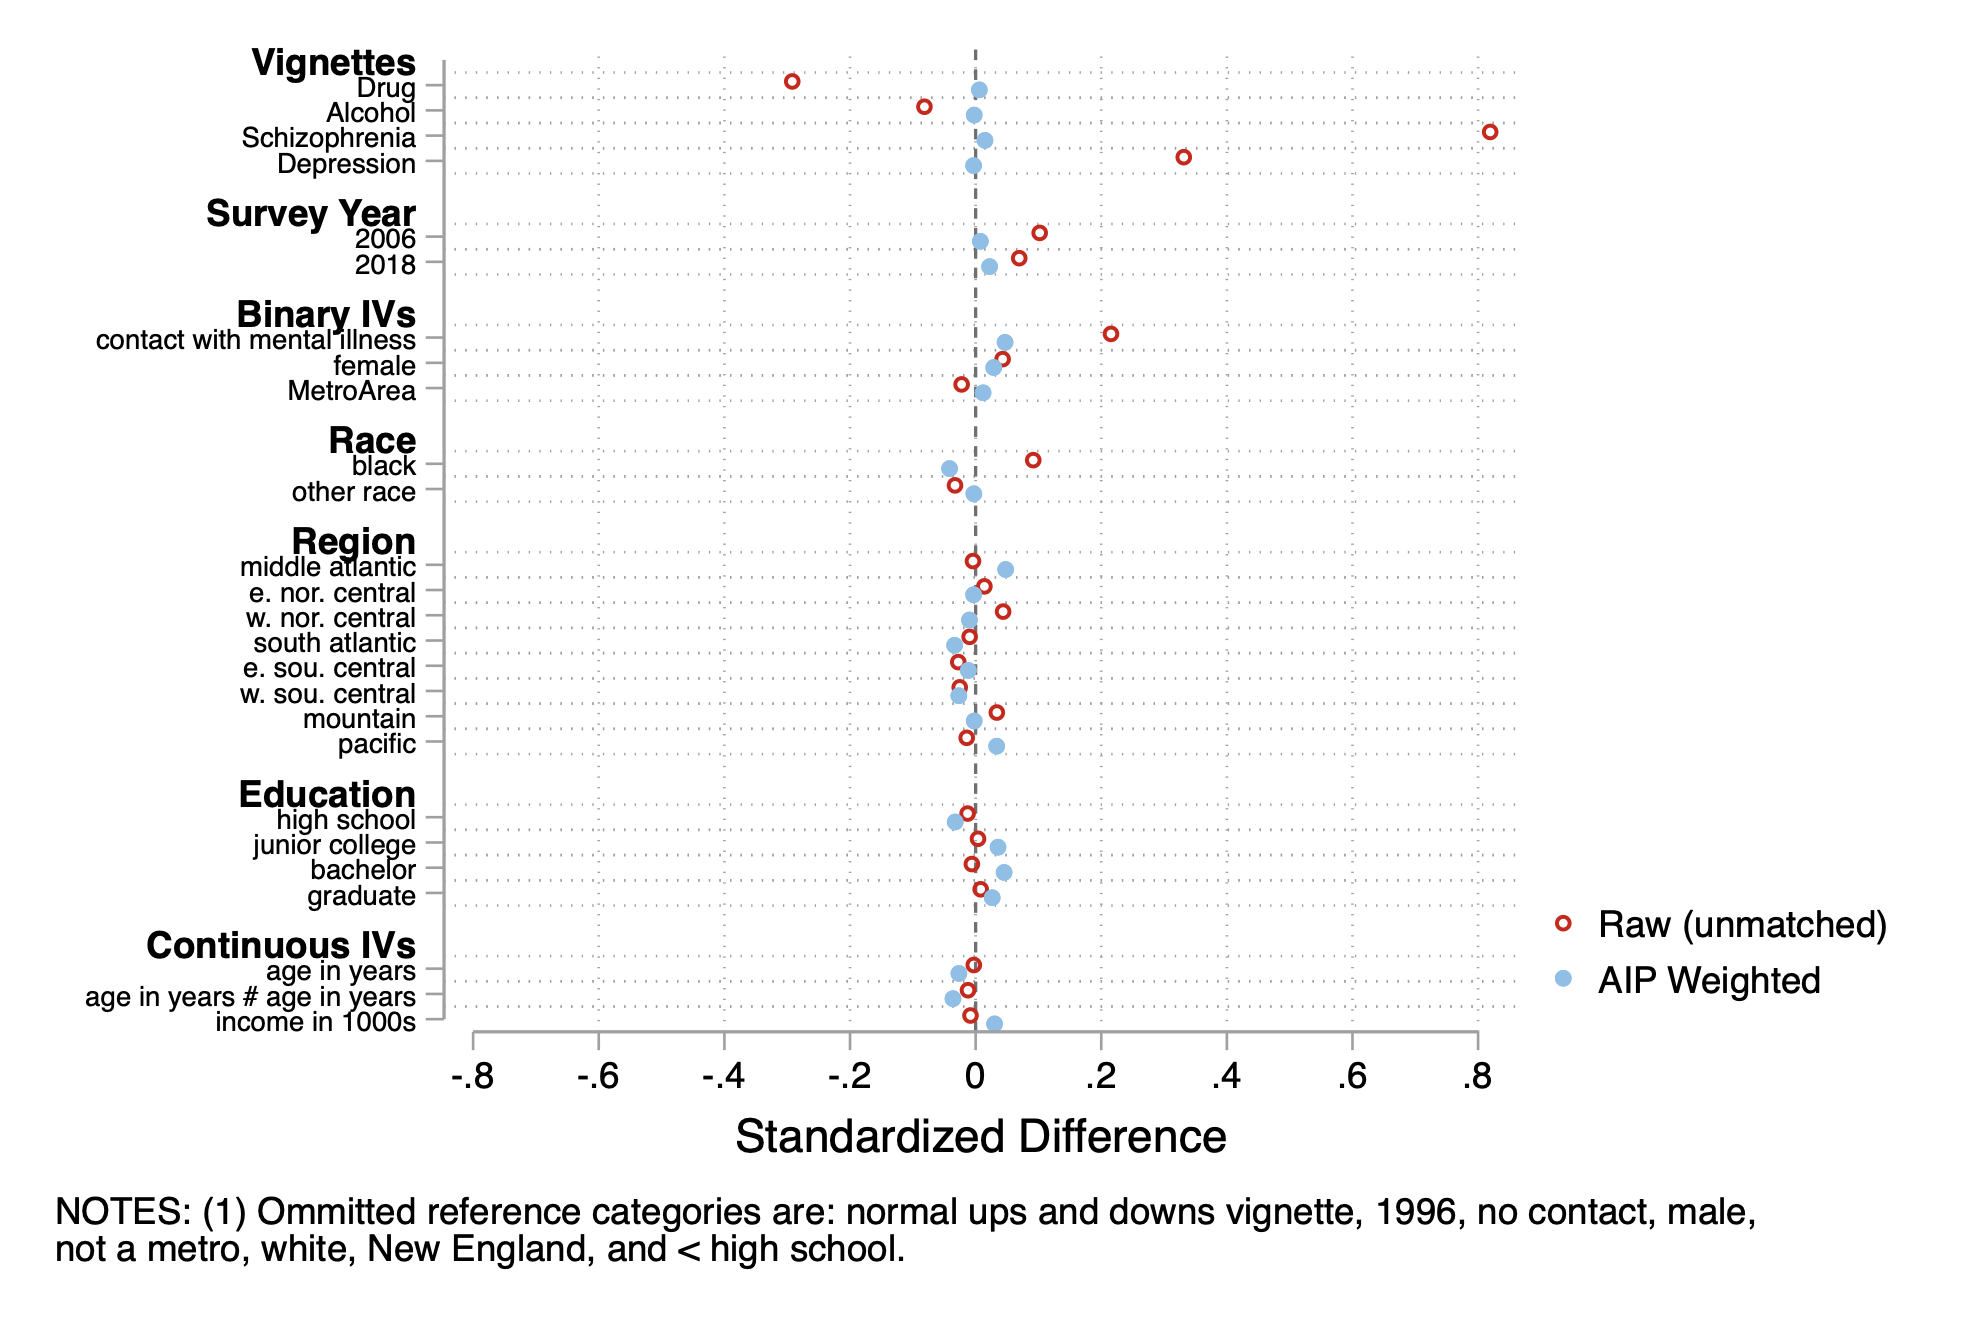 Vignettes
Drug
Alcohol
Schizophrenia
Depression
Survey Year
2006
2018
Binary IVs
contact with mental illness
female
MetroArea
Race
black
other race
Region
middle atlantic
e. nor. central
w. nor. central
south atlantic
e. sou. central
w. sou. central
mountain
pacific
Education
high school
junior college
bachelor
graduate
Continuous IVs
age in years
age in years # age in years
income in 1000s
Raw (unmatched)
AIP Weighted
-.8 -.6 -.4 -.2 0 .2 .4 .6 .8
Standardized Difference
NOTES: (1) Ommitted reference categories are: normal ups and downs vignette, 1996, no contact, male,
not a metro, white, New England, and < high school.